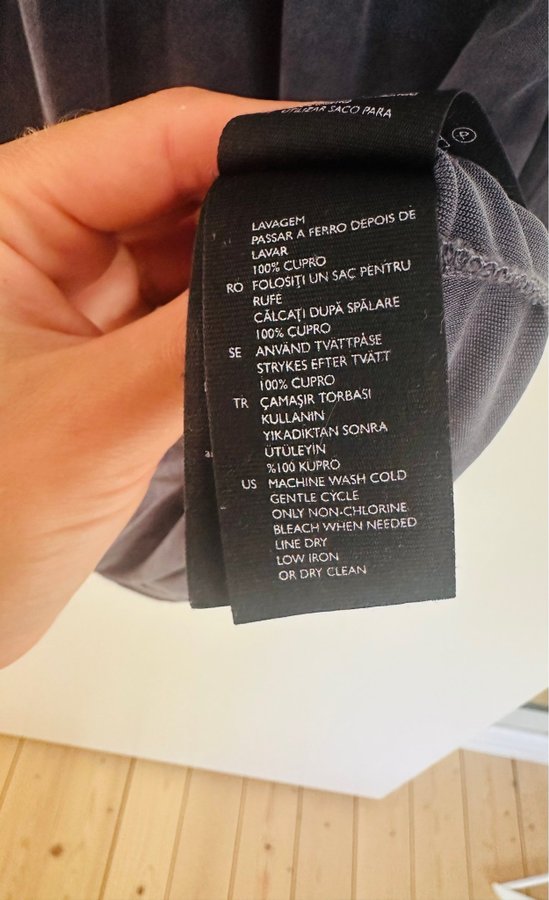 UTILIZAR SACO PARA
P
LAVAGEM
PASSAR A FERRO DEPOIS DE
LAVAR
100% CUPRO
RO FOLOSIȚI UN SAC PENTRU
RUFE
CĂLCAȚI DUPĂ SPĂLARE
100% CUPRO
SE ANVÄND TVÄTTPÅSE
STRYKES EFTER TVÄTT
100% CUPRO
TR ÇAMAŞIR TORBASI
KULLANIN
YIKADIKTAN SONRA
ÜTÜLEYİN
%100 KUPRO
US MACHINE WASH COLD
GENTLE CYCLE
ONLY NON-CHLORINE
BLEACH WHEN NEEDED
LINE DRY
LOW IRON
OR DRY CLEAN